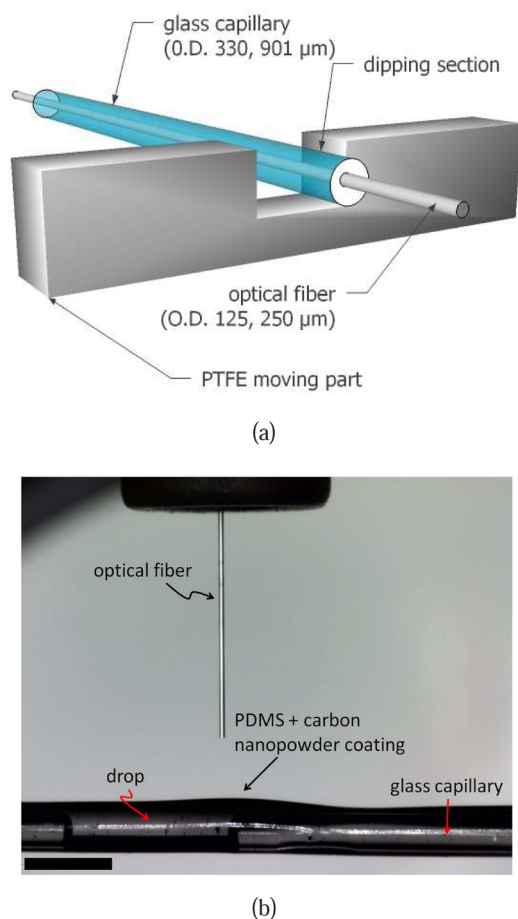 glass capillary
(0.D. 330, 901 µm)
dipping section
optical fiber
(O.D. 125, 250 µm)
PTFE moving part
(a)
optical fiber
PDMS + carbon
nanopowder coating
drop
glass capillary
(b)